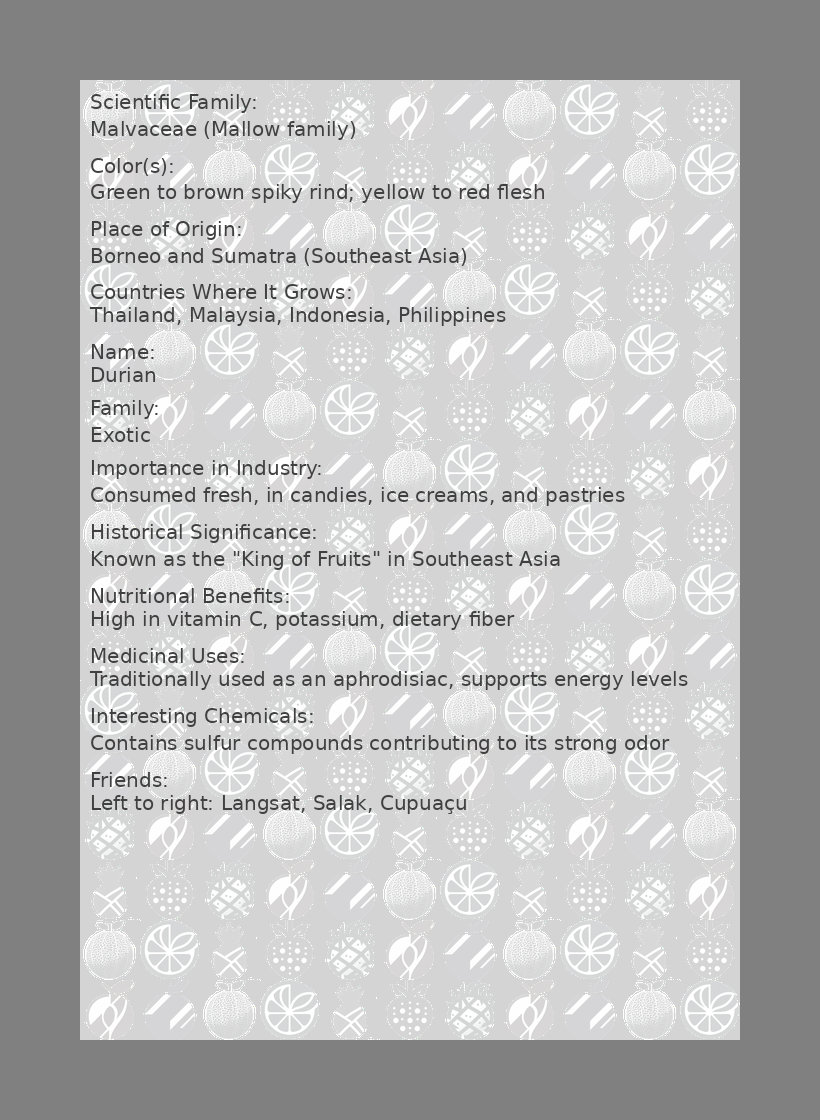 Scientific Family:
Malvaceae (Mallow family)
Color(s):
Green to brown spiky rind; yellow to red flesh
Place of Origin:
Borneo and Sumatra (Southeast Asia)
Countries Where It Grows:
Thailand, Malaysia, Indonesia, Philippines
Name:
Durian
Family:
Exotic
Importance in Industry:
Consumed fresh, in candies, ice creams, and pastries
Historical Significance:
Known as the "King of Fruits" in Southeast Asia
Nutritional Benefits:
High in vitamin C, potassium, dietary fiber
Medicinal Uses:
Traditionally used as an aphrodisiac, supports energy levels
Interesting Chemicals:
Contains sulfur compounds contributing to its strong odor
Friends:
Left to right: Langsat, Salak, Cupuaçu